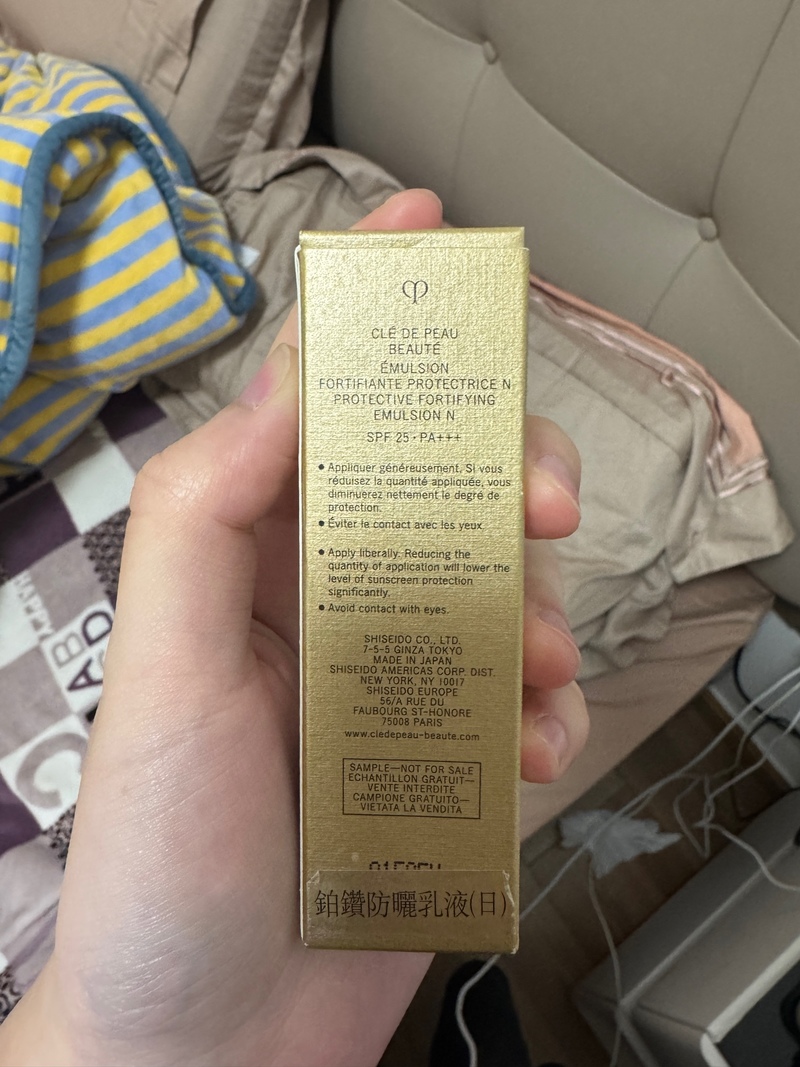 CLÉ DE PEAU
BEAUTÉ
ÉMULSION
FORTIFIANTE PROTECTRICE N
PROTECTIVE FORTIFYING
EMULSION N
SPF 25 · PA+++
● Appliquer généreusement. Si vous
réduisez la quantité appliquée, vous
diminuerez nettement le degré de
protection.
● Éviter le contact avec les yeux.
● Apply liberally. Reducing the
quantity of application will lower the
level of sunscreen protection
significantly.
● Avoid contact with eyes.
SHISEIDO CO., LTD.
7-5-5 GINZA TOKYO
MADE IN JAPAN
SHISEIDO AMERICAS CORP. DIST.
NEW YORK, NY 10017
SHISEIDO EUROPE
56/A RUE DU
FAUBOURG ST-HONORE
75008 PARIS
www.cledepeau-beaute.com
SAMPLE—NOT FOR SALE
ECHANTILLON GRATUIT—
VENTE INTERDITE
CAMPIONE GRATUITO—
VIETATA LA VENDITA
鉑鑽防曬乳液(日)
HAPPY